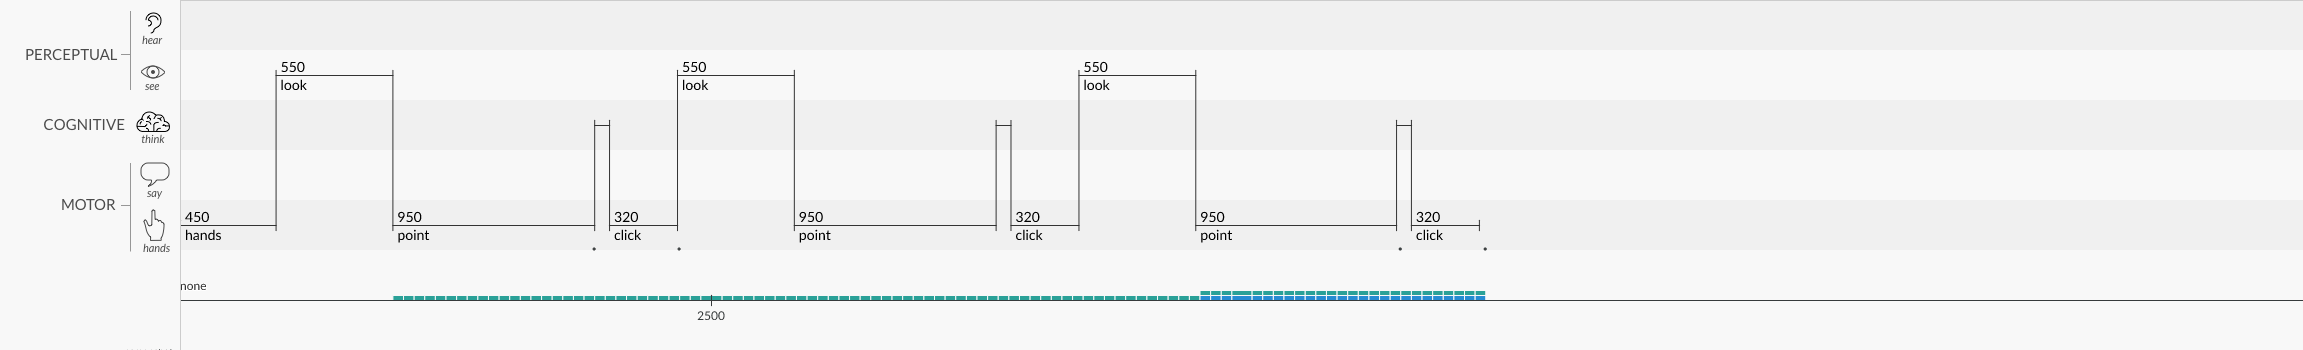 hear
PERCEPTUAL
see
COGNITIVE
think
say
MOTOR
hands
550
look
550
look
550
look
450
hands
950
point
320
click
950
point
320
click
950
point
320
click
none
2500